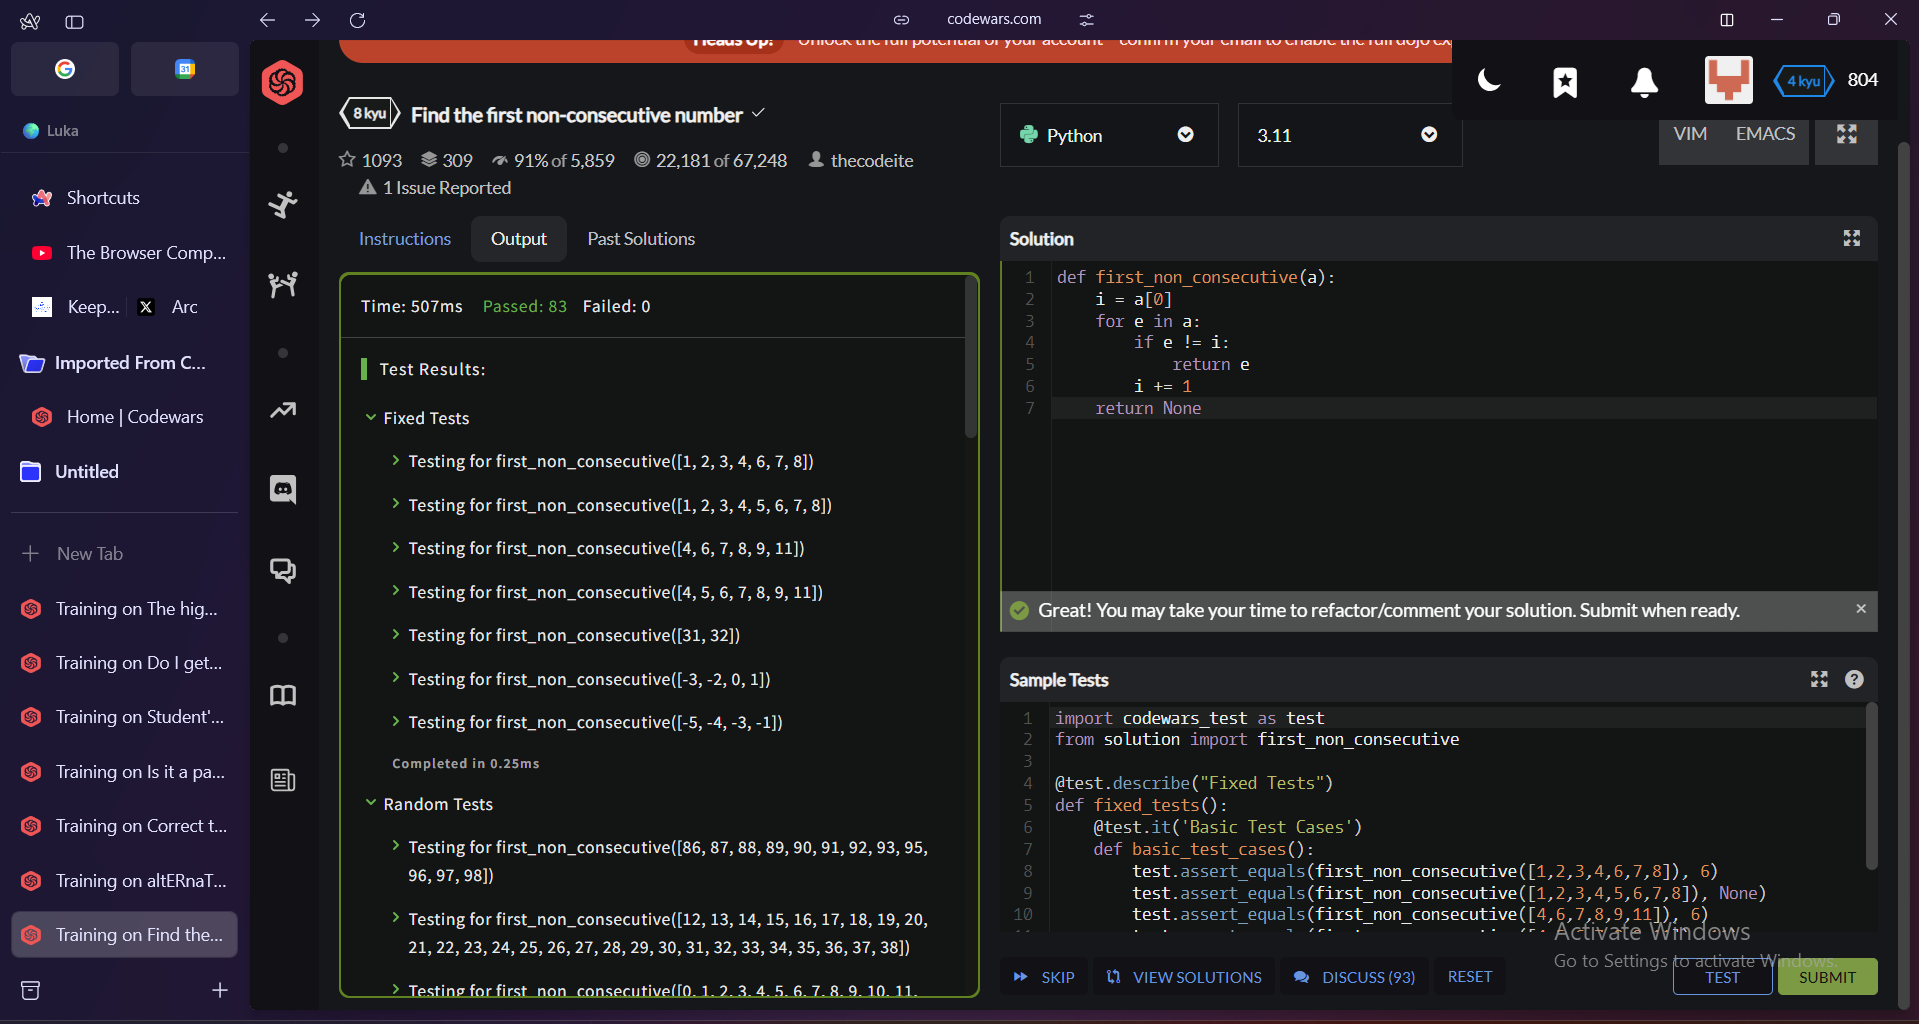 codewars.com
Luka
Shortcuts
The Browser Comp...
Keep... X Arc
Imported From C...
Home | Codewars
Untitled
New Tab
Training on The hig...
Training on Do I get...
Training on Student'...
Training on Is it a pa...
Training on Correct t...
Training on altERnaT...
Training on Find the...
Heads Up! Unlock the full potential of your account - confirm your email to enable the full dojo
4 kyu 804
8 kyu Find the first non-consecutive number
1093 309 91% of 5,859 22,181 of 67,248 thecodeite
1 Issue Reported
Python 3.11 VIM EMACS
Instructions Output Past Solutions
Time: 507ms Passed: 83 Failed: 0
Test Results:
Fixed Tests
Testing for first_non_consecutive([1, 2, 3, 4, 6, 7, 8])
Testing for first_non_consecutive([1, 2, 3, 4, 5, 6, 7, 8])
Testing for first_non_consecutive([4, 6, 7, 8, 9, 11])
Testing for first_non_consecutive([4, 5, 6, 7, 8, 9, 11])
Testing for first_non_consecutive([31, 32])
Testing for first_non_consecutive([-3, -2, 0, 1])
Testing for first_non_consecutive([-5, -4, -3, -1])
Completed in 0.25ms
Random Tests
Testing for first_non_consecutive([86, 87, 88, 89, 90, 91, 92, 93, 95,
96, 97, 98])
Testing for first_non_consecutive([12, 13, 14, 15, 16, 17, 18, 19, 20,
21, 22, 23, 24, 25, 26, 27, 28, 29, 30, 31, 32, 33, 34, 35, 36, 37, 38])
Testing for first_non_consecutive([0, 1, 2, 3, 4, 5, 6, 7, 8, 9, 10, 11,
Solution
1 def first_non_consecutive(a):
2 i = a[0]
3 for e in a:
4 if e != i:
5 return e
6 i += 1
7 return None
Great! You may take your time to refactor/comment your solution. Submit when ready.
Sample Tests
1 import codewars_test as test
2 from solution import first_non_consecutive
3
4 @test.describe("Fixed Tests")
5 def fixed_tests():
6 @test.it('Basic Test Cases')
7 def basic_test_cases():
8 test.assert_equals(first_non_consecutive([1,2,3,4,6,7,8]), 6)
9 test.assert_equals(first_non_consecutive([1,2,3,4,5,6,7,8]), None)
10 test.assert_equals(first_non_consecutive([4,6,7,8,9,11]), 6)
Activate Windows
Go to Settings to activate Windows.
SKIP VIEW SOLUTIONS DISCUSS (93) RESET TEST SUBMIT